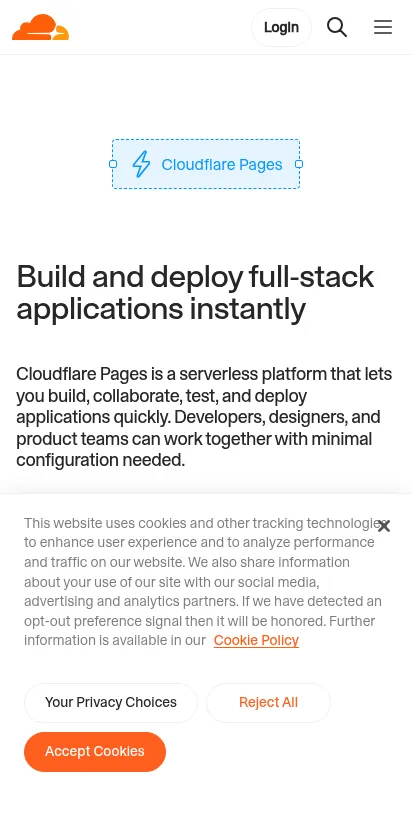 Login
Cloudflare Pages
Build and deploy full-stack
applications instantly
Cloudflare Pages is a serverless platform that lets
you build, collaborate, test, and deploy
applications quickly. Developers, designers, and
product teams can work together with minimal
configuration needed.
This website uses cookies and other tracking technologies
to enhance user experience and to analyze performance
and traffic on our website. We also share information
about your use of our site with our social media,
advertising and analytics partners. If we have detected an
opt-out preference signal then it will be honored. Further
information is available in our Cookie Policy
Your Privacy Choices
Reject All
Accept Cookies